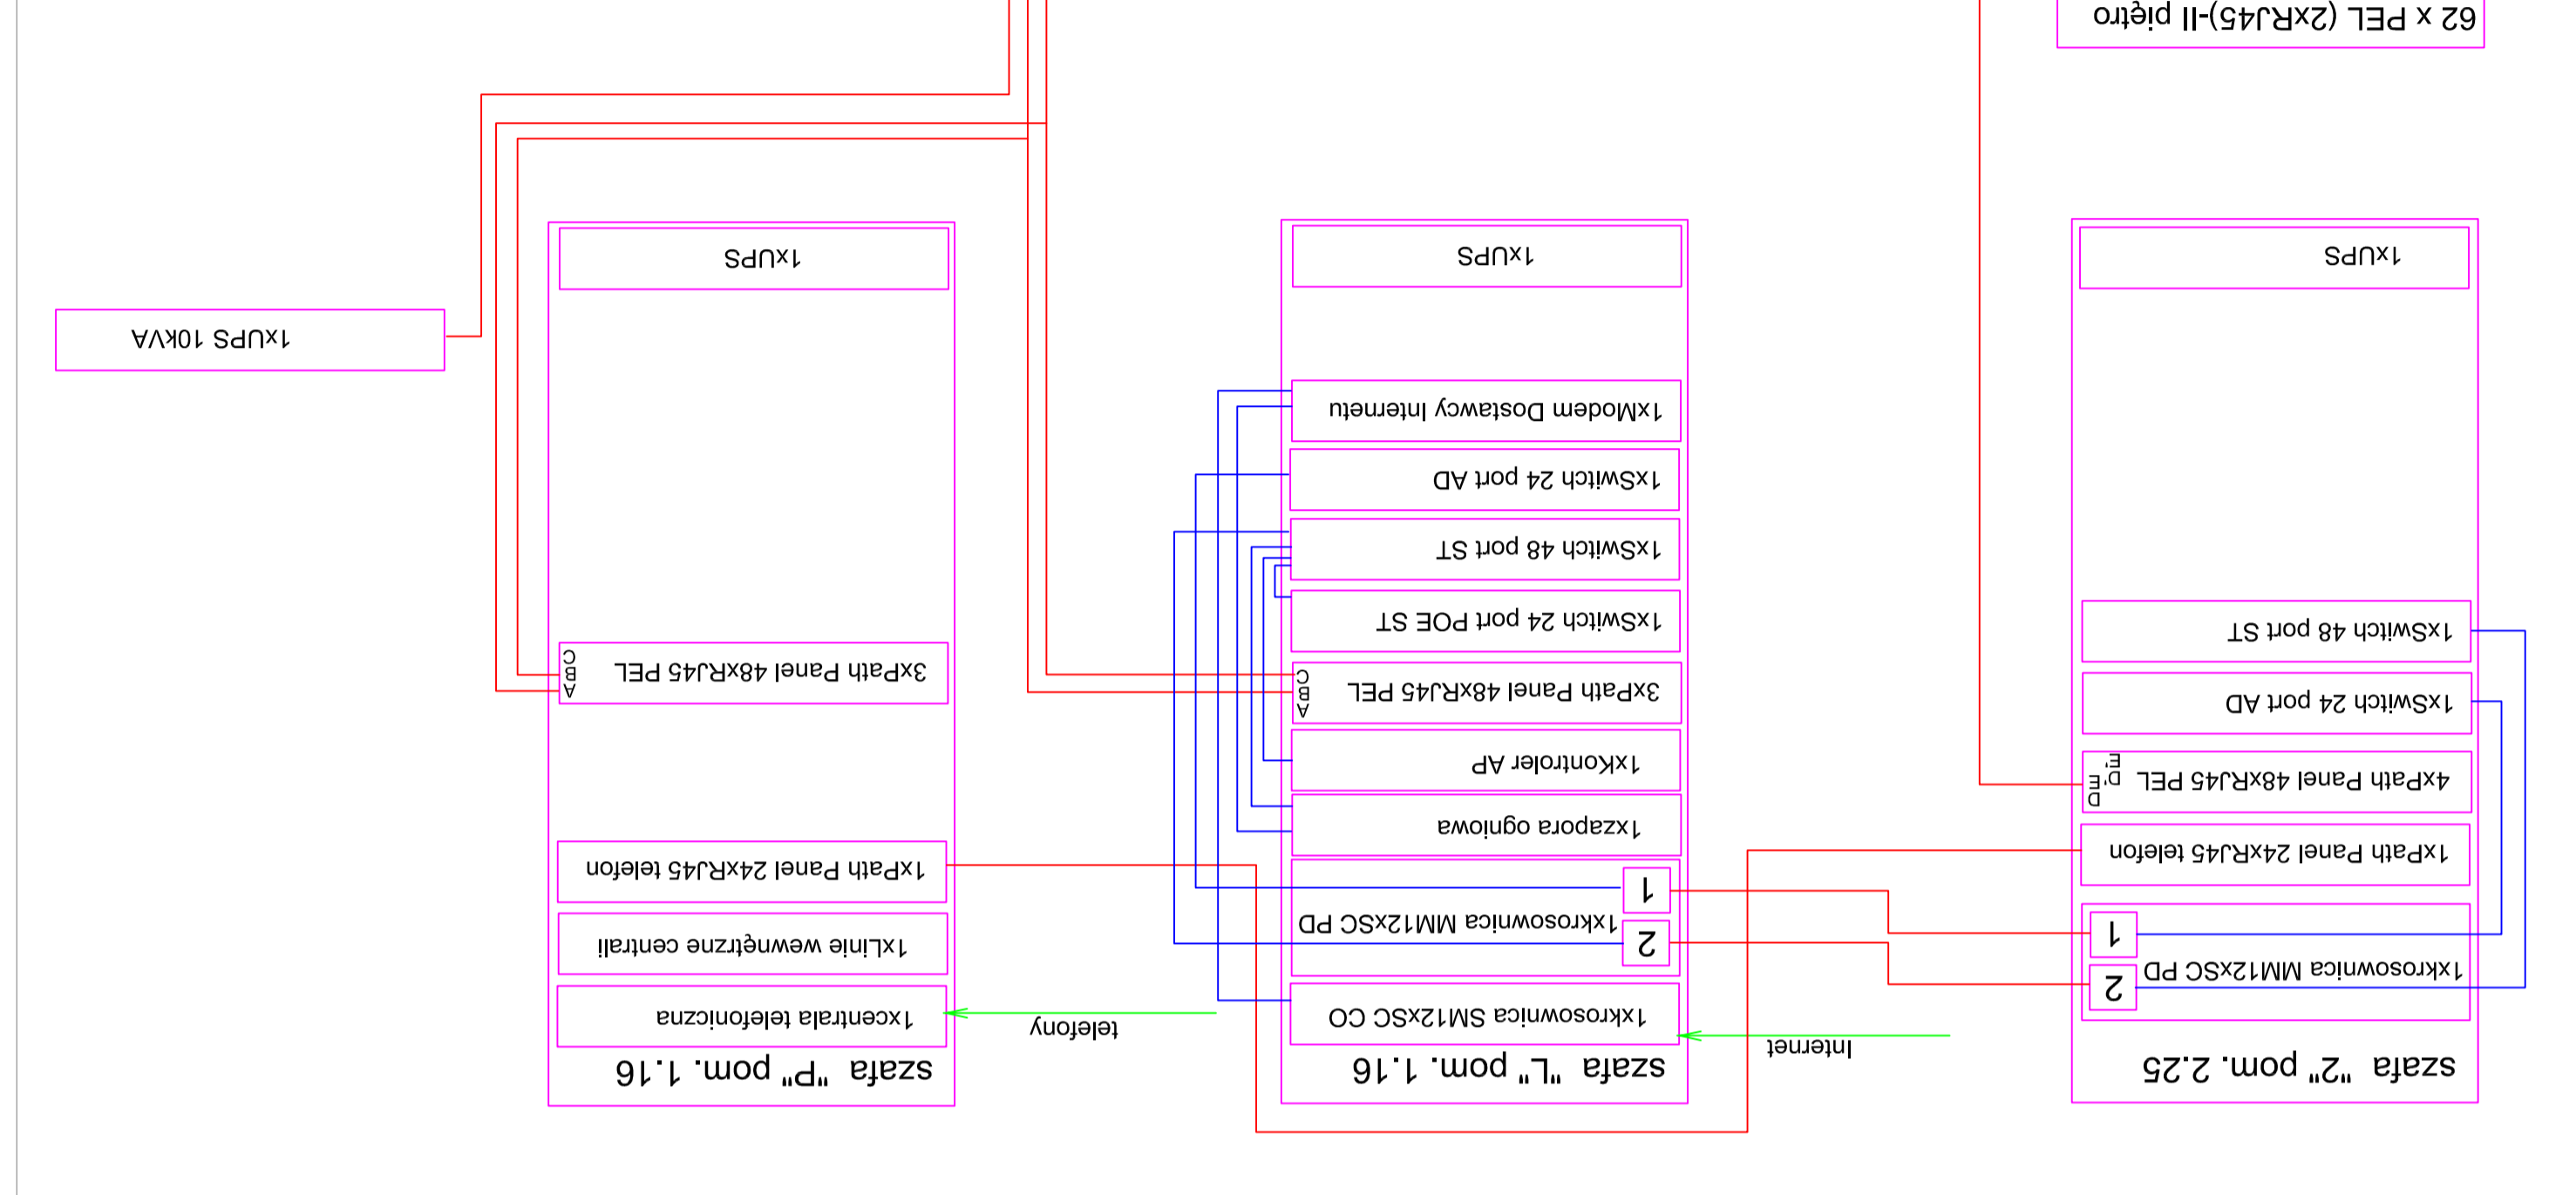 szafa "2" pom. 2.25
1xkrosownica MM12xSC PD
2
1
1xPath Panel 24xRJ45 telefon
4xPath Panel 48xRJ45 PEL
D
E
D'
E'
1xSwitch 24 port AD
1xSwitch 48 port ST
1xUPS
62 x PEL (2xRJ45)-II piętro
Internet
szafa "L" pom. 1.16
1xkrosownica SM12xSC CO
2
1xkrosownica MM12xSC PD
1
1xzapora ogniowa
1xKontroler AP
3xPath Panel 48xRJ45 PEL
A
B
C
1xSwitch 24 port POE ST
1xSwitch 48 port ST
1xSwitch 24 port AD
1xModem Dostawcy Internetu
1xUPS
telefony
szafa "P" pom. 1.16
1xcentrala telefoniczna
1xLinie wewnętrzne centrali
1xPath Panel 24xRJ45 telefon
3xPath Panel 48xRJ45 PEL
A
B
C
1xUPS
1xUPS 10kVA